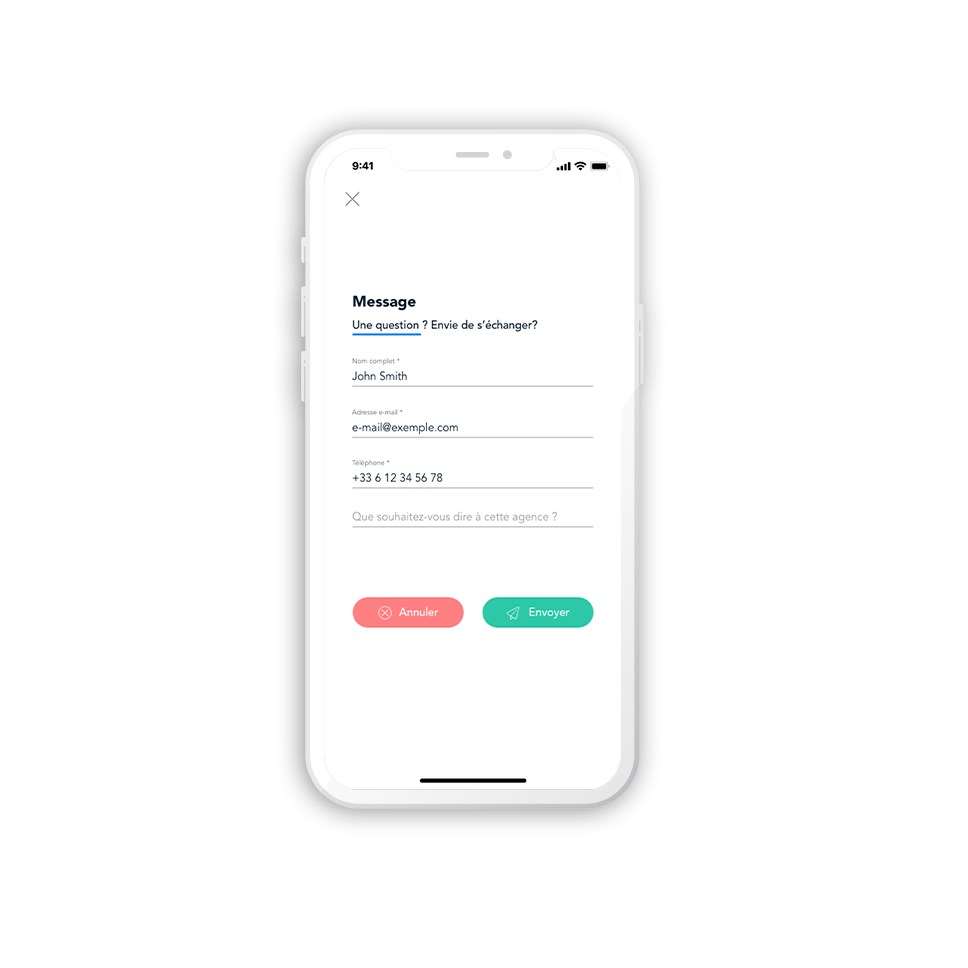 9:41
Message
Une question ? Envie de s’échanger?
Nom complet *
John Smith
Adresse e-mail *
e-mail@exemple.com
Téléphone *
+33 6 12 34 56 78
Que souhaitez-vous dire à cette agence ?
Annuler Envoyer